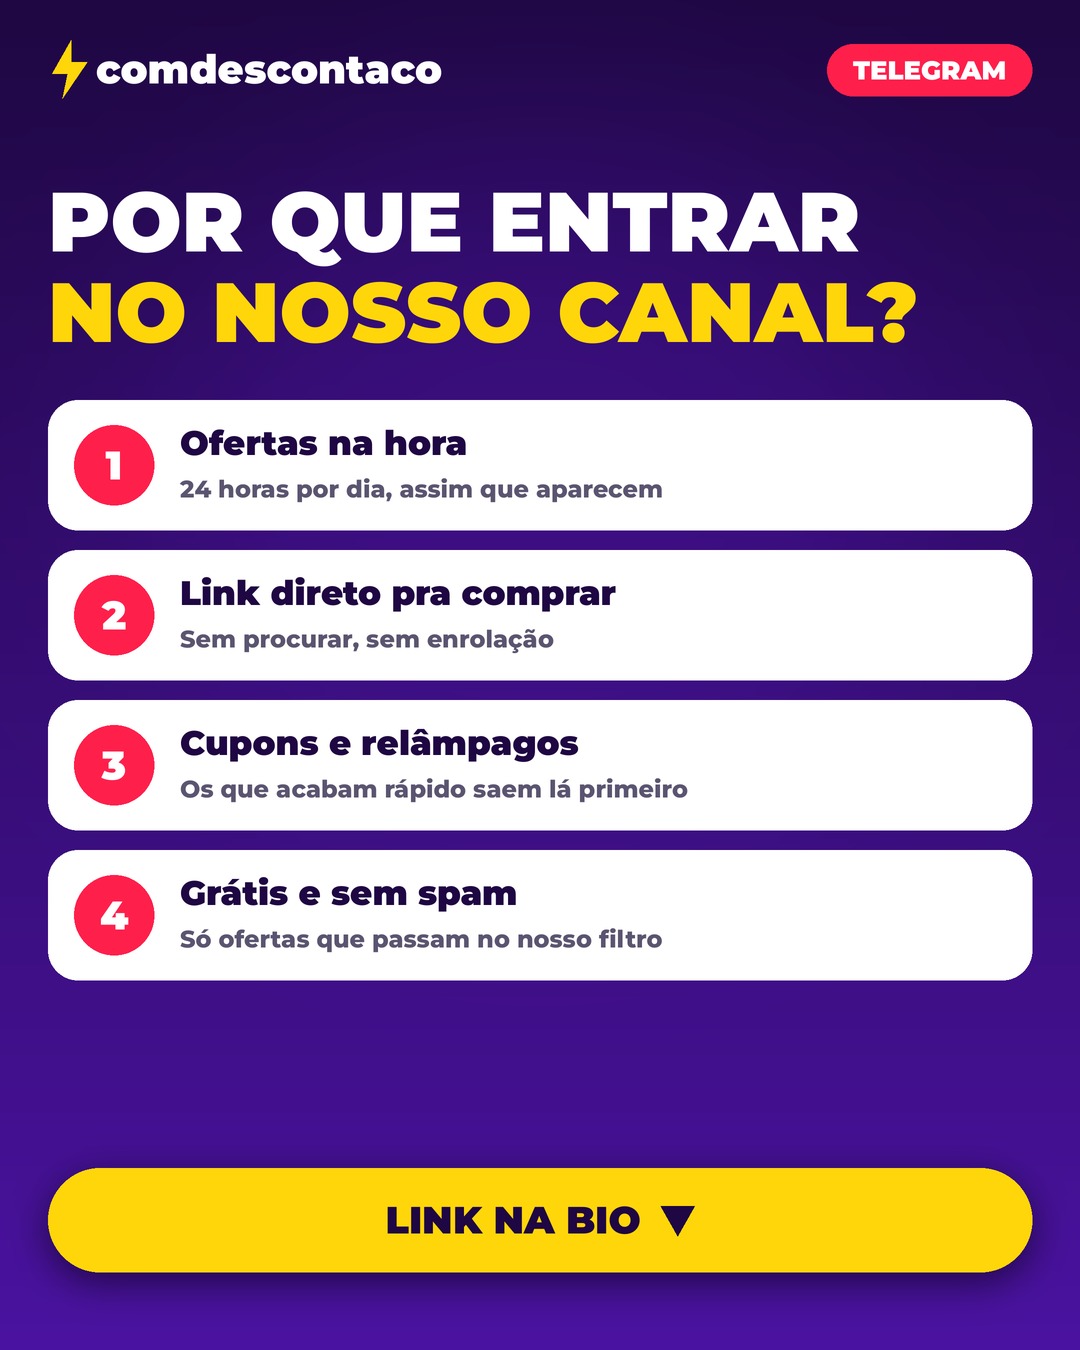 comdescontaco
TELEGRAM
POR QUE ENTRAR
NO NOSSO CANAL?
1
Ofertas na hora
24 horas por dia, assim que aparecem
2
Link direto pra comprar
Sem procurar, sem enrolação
3
Cupons e relâmpagos
Os que acabam rápido saem lá primeiro
4
Grátis e sem spam
Só ofertas que passam no nosso filtro
LINK NA BIO ▼